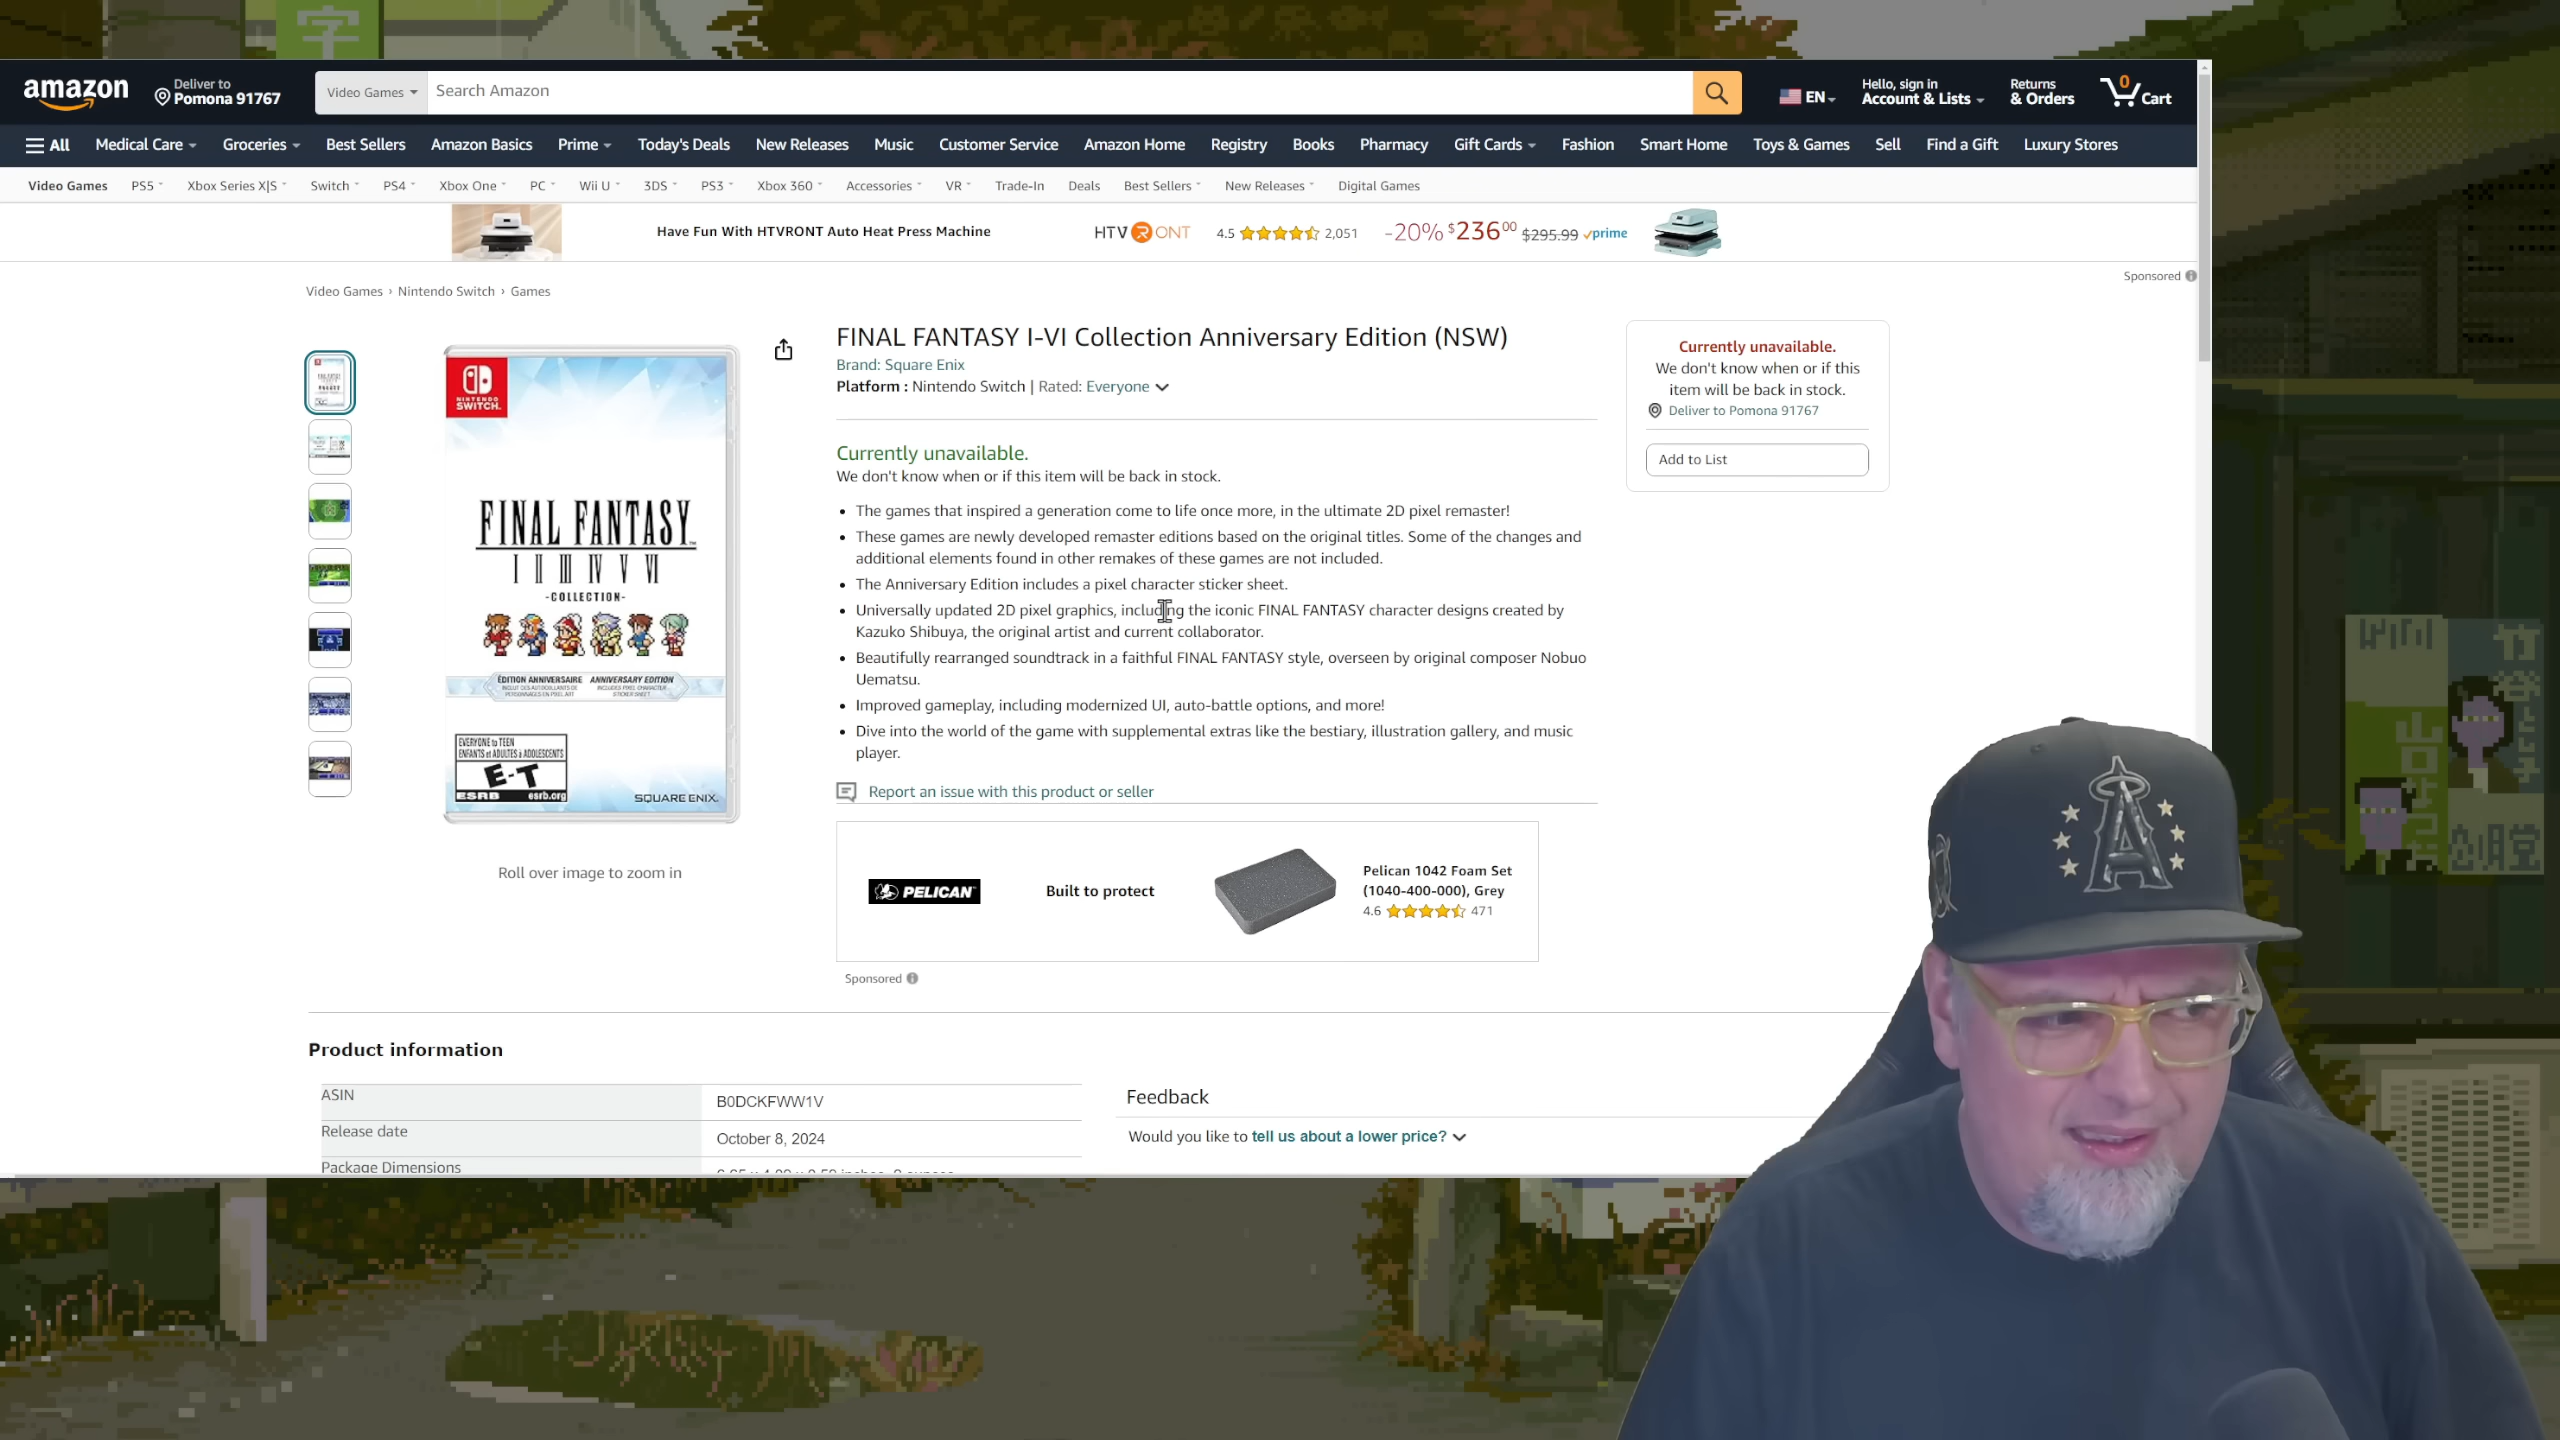 字
amazon
Deliver to
Pomona 91767
Video Games
Search Amazon
EN
Hello, sign in
Account & Lists
Returns
& Orders
0
Cart
All
Medical Care
Groceries
Best Sellers
Amazon Basics
Prime
Today's Deals
New Releases
Music
Customer Service
Amazon Home
Registry
Books
Pharmacy
Gift Cards
Fashion
Smart Home
Toys & Games
Sell
Find a Gift
Luxury Stores
Video Games
PS5
Xbox Series X|S
Switch
PS4
Xbox One
PC
Wii U
3DS
PS3
Xbox 360
Accessories
VR
Trade-In
Deals
Best Sellers
New Releases
Digital Games
Have Fun With HTVRONT Auto Heat Press Machine
HTVRONT
4.5
2,051
-20% $236 00 $295.99 prime
Sponsored
Video Games › Nintendo Switch › Games
NINTENDO
SWITCH
FINAL FANTASY
I II III IV V VI
-COLLECTION-
ÉDITION ANNIVERSAIRE
ANNIVERSARY EDITION
INCLUDES PIXEL CHARACTER
STICKER SHEET
EVERYONE to TEEN
ENFANTS et ADULTES à ADOLESCENTS
E-T
ESRB
esrb.org
SQUARE ENIX
Roll over image to zoom in
FINAL FANTASY I-VI Collection Anniversary Edition (NSW)
Brand: Square Enix
Platform : Nintendo Switch | Rated: Everyone
Currently unavailable.
We don't know when or if this item will be back in stock.
• The games that inspired a generation come to life once more, in the ultimate 2D pixel remaster!
• These games are newly developed remaster editions based on the original titles. Some of the changes and
additional elements found in other remakes of these games are not included.
• The Anniversary Edition includes a pixel character sticker sheet.
• Universally updated 2D pixel graphics, including the iconic FINAL FANTASY character designs created by
Kazuko Shibuya, the original artist and current collaborator.
• Beautifully rearranged soundtrack in a faithful FINAL FANTASY style, overseen by original composer Nobuo
Uematsu.
• Improved gameplay, including modernized UI, auto-battle options, and more!
• Dive into the world of the game with supplemental extras like the bestiary, illustration gallery, and music
player.
Report an issue with this product or seller
Currently unavailable.
We don't know when or if this
item will be back in stock.
Deliver to Pomona 91767
Add to List
PELICAN
Built to protect
Pelican 1042 Foam Set
(1040-400-000), Grey
4.6
471
Sponsored
Product information
ASIN
B0DCKFWW1V
Release date
October 8, 2024
Package Dimensions
Feedback
Would you like to tell us about a lower price?
A